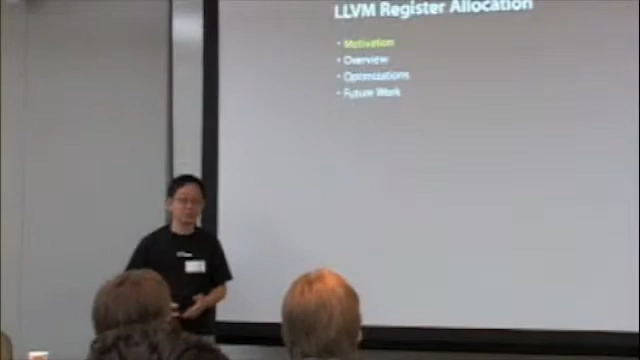 LLVM Register Allocation
• Motivation
• Overview
• Optimizations
• Future Work